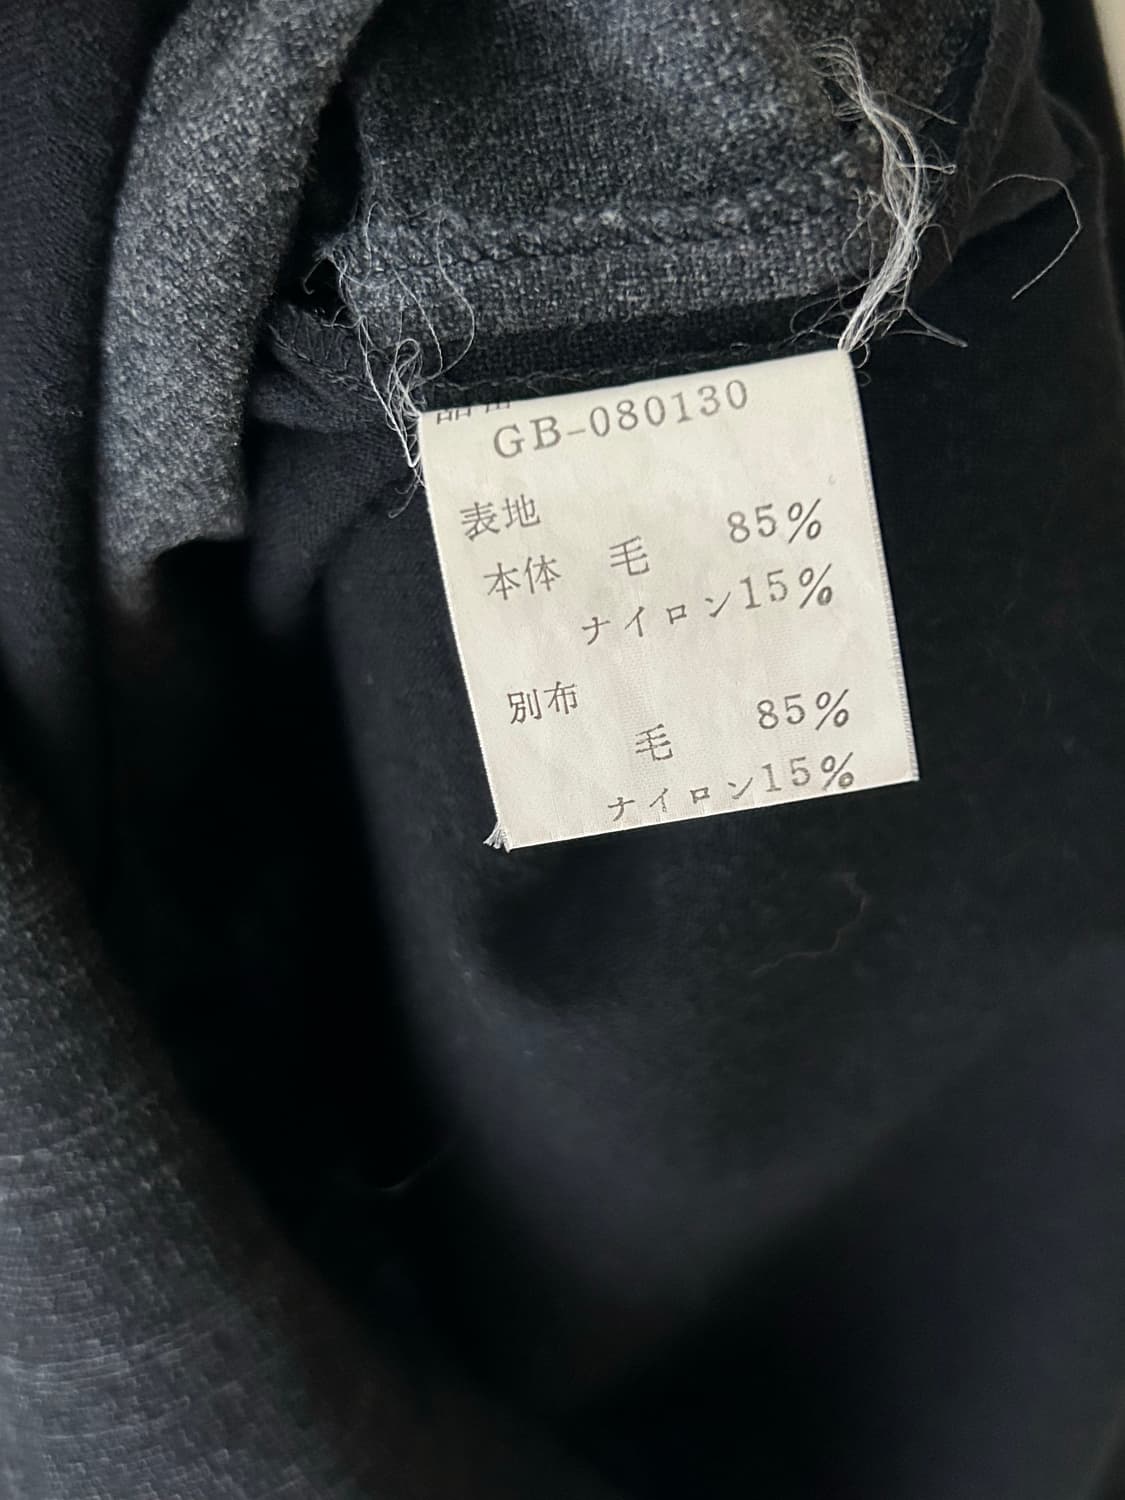 GB-080130
表地
本体 毛 85%
ナイロン15%
別布
毛 85%
ナイロン15%